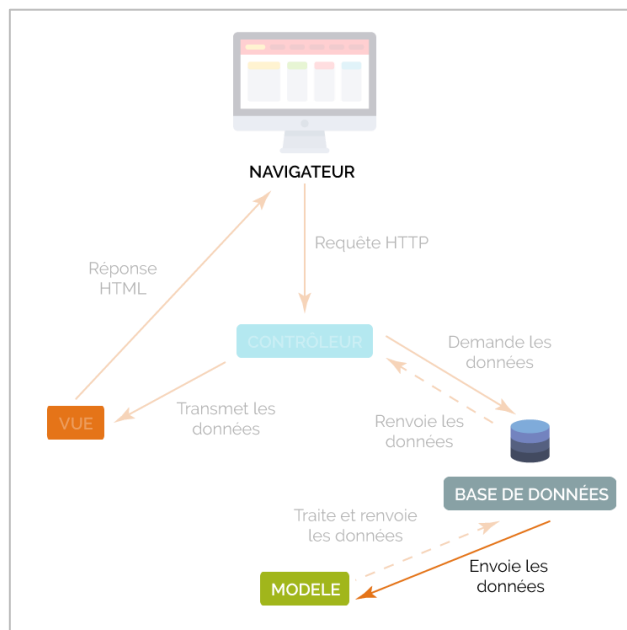 NAVIGATEUR
Requête HTTP
Réponse
HTML
CONTRÔLEUR
Demande les
données
Transmet les
données
Renvoie les
données
VUE
BASE DE DONNÉES
Traite et renvoie
les données
Envoie les
données
MODELE